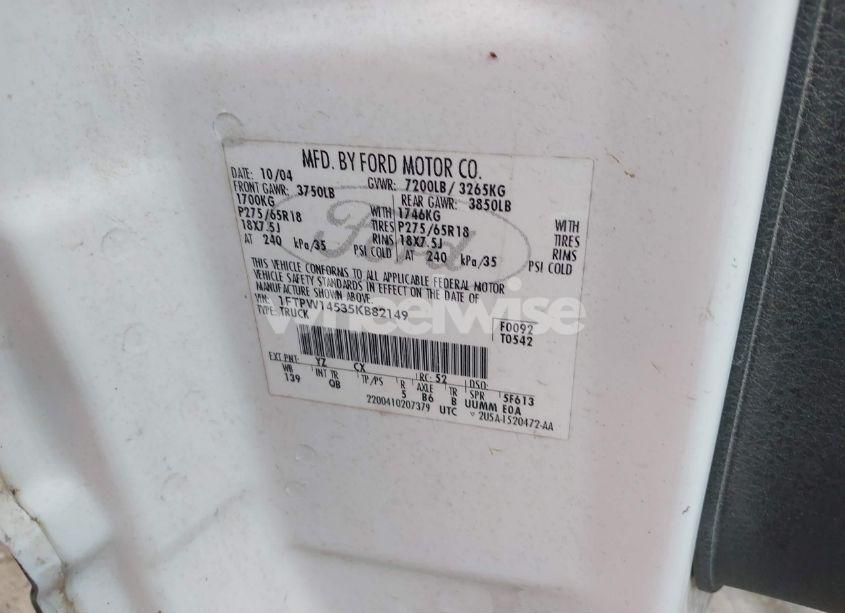 MFD. BY FORD MOTOR CO.
DATE: 10/04 GVWR: 7200LB / 3265KG
FRONT GAWR: 3750LB REAR GAWR: 3850LB
1700KG WITH 1746KG WITH
P275/65R18 TIRES P275/65R18 TIRES
18X7.5J RIMS 18X7.5J RIMS
AT 240 kPa/35 PSI COLD AT 240 kPa/35 PSI COLD
THIS VEHICLE CONFORMS TO ALL APPLICABLE FEDERAL MOTOR
VEHICLE SAFETY STANDARDS IN EFFECT ON THE DATE OF
MANUFACTURE SHOWN ABOVE.
VIN: 1FTPW14535KB82149
TYPE: TRUCK
F0092
T0542
Ford
wheelwise
EXT PNT: YZ CX RC: 52 DSO:
WB INT TR TP/PS R AXLE TR SPR 5F613
139 QB 5 B6 B UUMM E0A
2200410207379 UTC 2U5A-1520472-AA